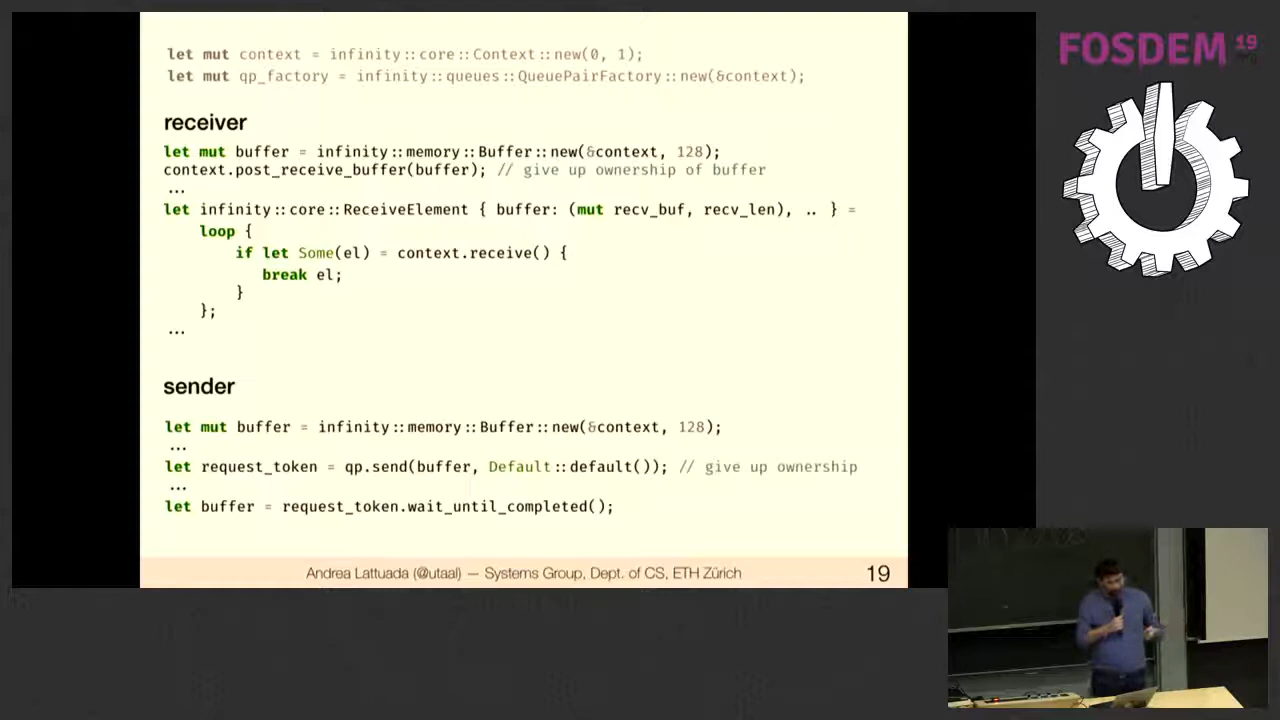 let mut context = infinity::core::Context::new(0, 1);
let mut qp_factory = infinity::queues::QueuePairFactory::new(&context);
receiver
let mut buffer = infinity::memory::Buffer::new(&context, 128);
context.post_receive_buffer(buffer); // give up ownership of buffer
...
let infinity::core::ReceiveElement { buffer: (mut recv_buf, recv_len), .. } =
loop {
if let Some(el) = context.receive() {
break el;
}
};
...
sender
let mut buffer = infinity::memory::Buffer::new(&context, 128);
...
let request_token = qp.send(buffer, Default::default()); // give up ownership
...
let buffer = request_token.wait_until_completed();
Andrea Lattuada (@utaal) — Systems Group, Dept. of CS, ETH Zürich
19
FOSDEM 19